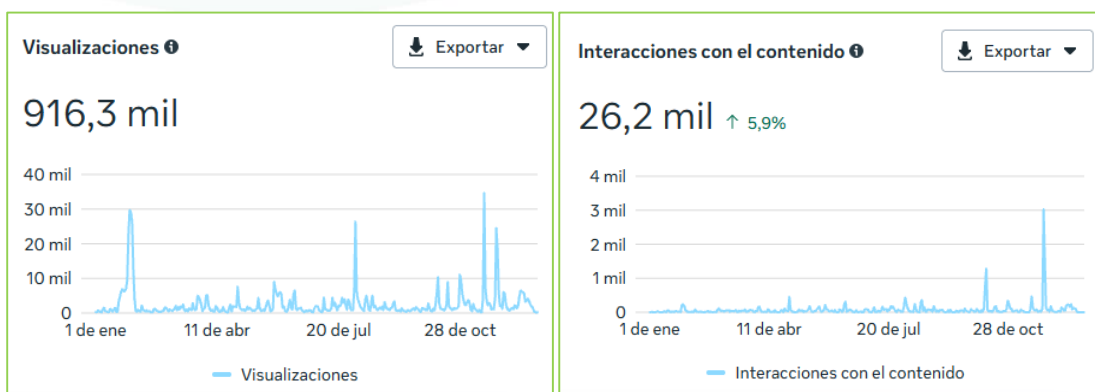 Visualizaciones
Exportar
916,3 mil
40 mil
30 mil
20 mil
10 mil
0
1 de ene 11 de abr 20 de jul 28 de oct
Visualizaciones
Interacciones con el contenido
Exportar
26,2 mil ↑ 5,9%
4 mil
3 mil
2 mil
1 mil
0
1 de ene 11 de abr 20 de jul 28 de oct
Interacciones con el contenido